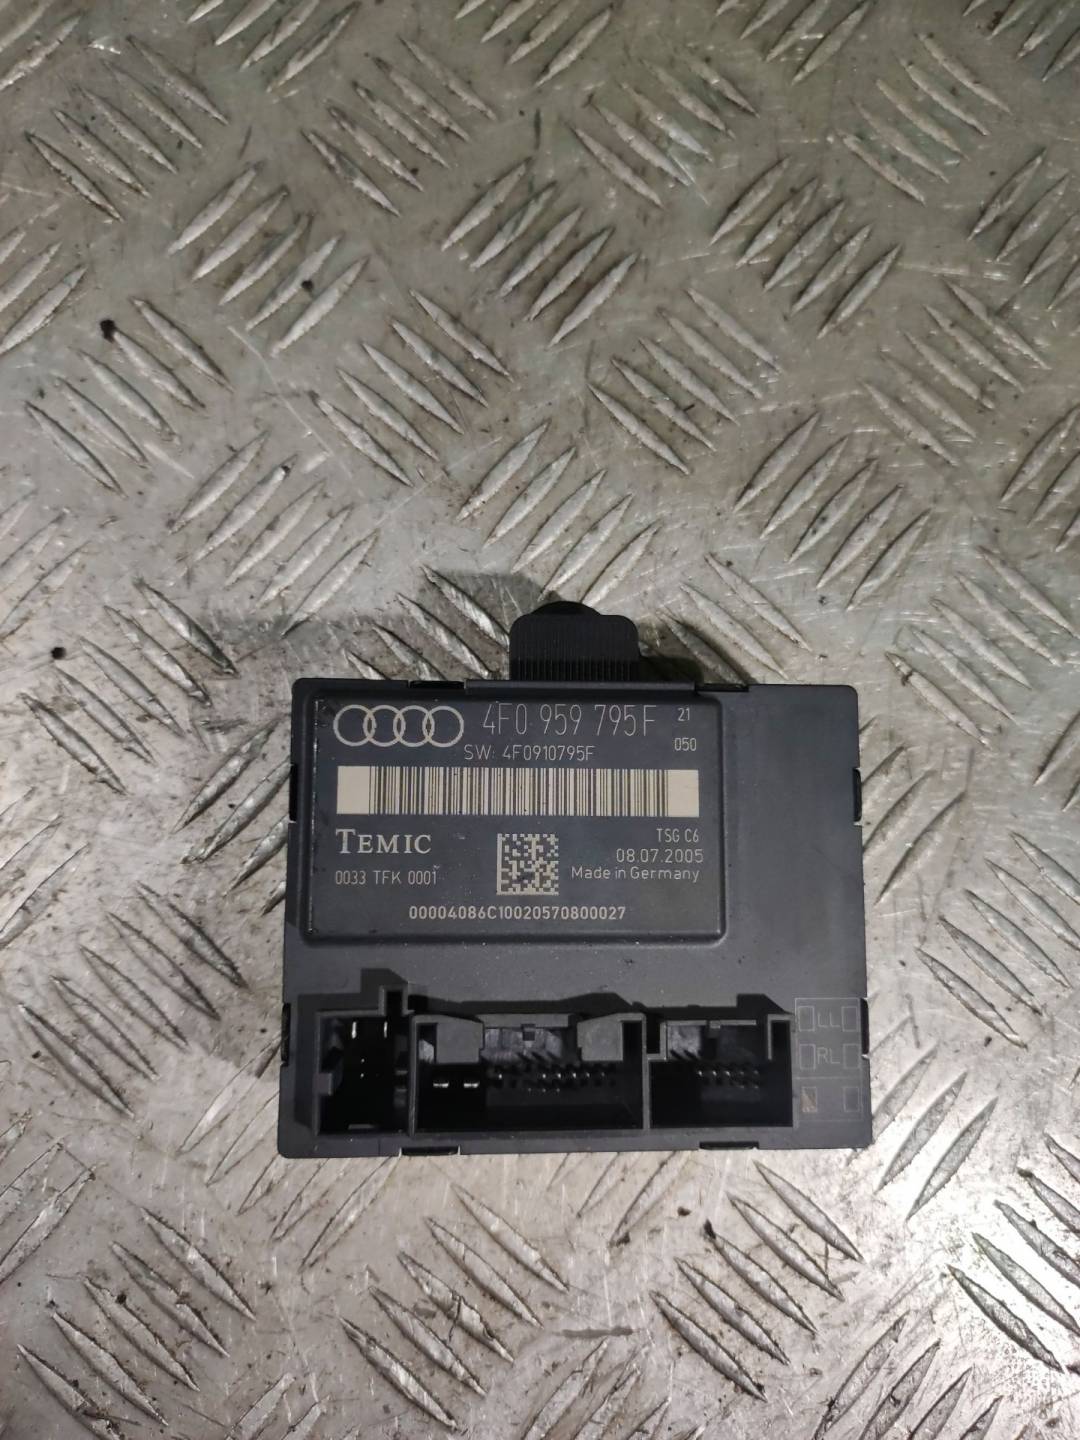 4F0 959 795F 21
050
SW: 4F0910795F
TEMIC
TSG C6
08.07.2005
0033 TFK 0001
Made in Germany
00004086C10020570800027
LL
RL